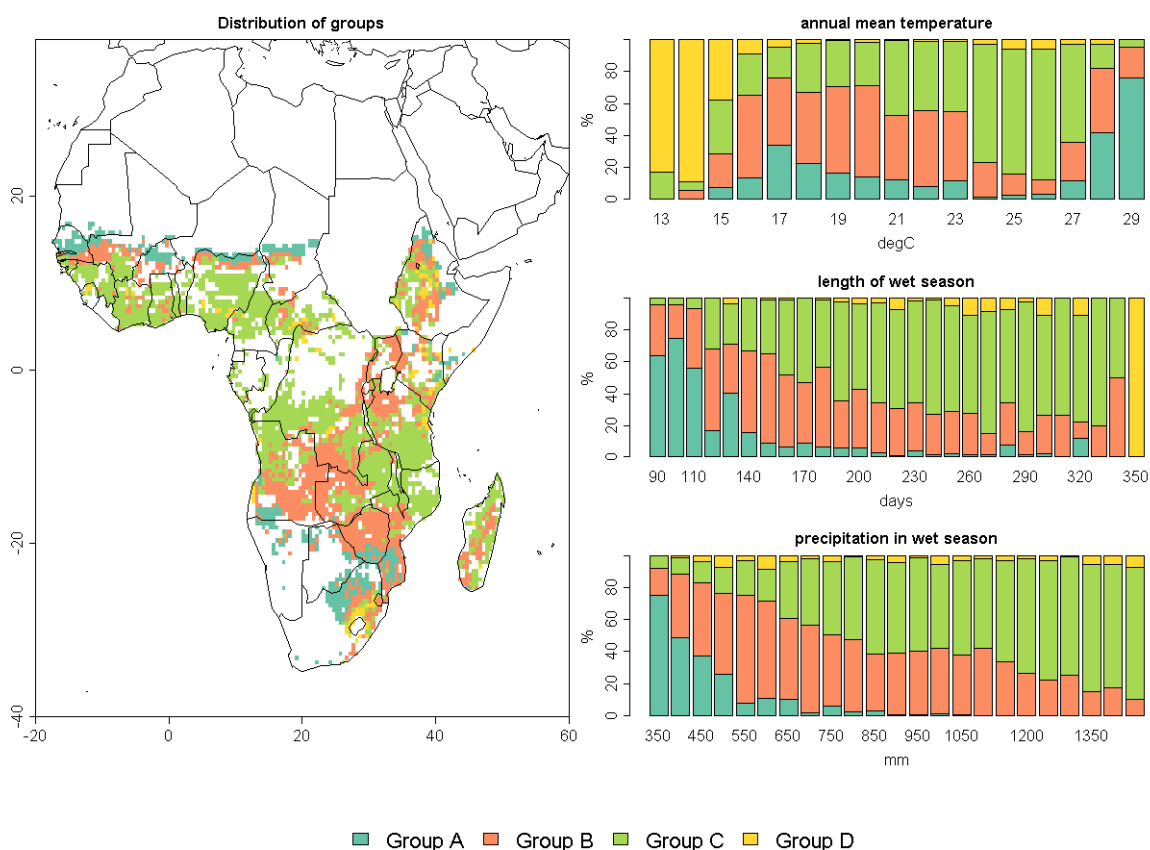 Distribution of groups
20
0
-20
-40
-20 0 20 40 60
annual mean temperature
%
0 20 40 60 80
13 15 17 19 21 23 25 27 29
degC
length of wet season
%
0 20 40 60 80
90 110 140 170 200 230 260 290 320 350
days
precipitation in wet season
%
0 20 40 60 80
350 450 550 650 750 850 950 1050 1200 1350
mm
Group A Group B Group C Group D